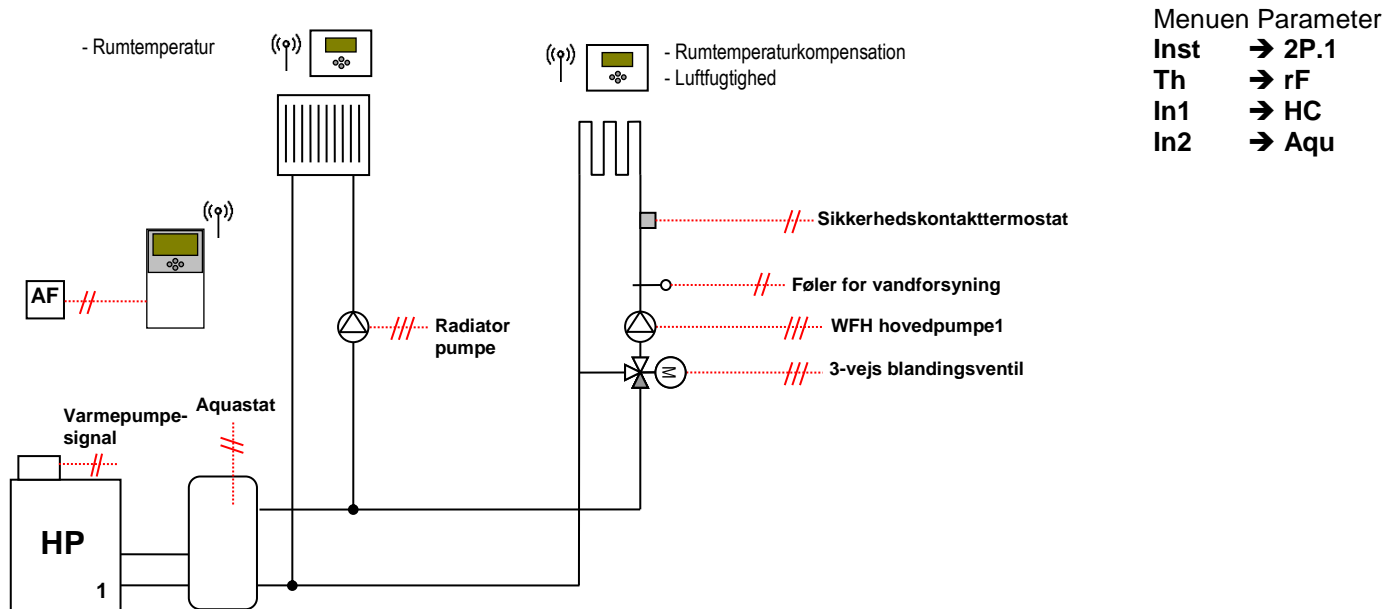 Menuen Parameter
Inst ➔ 2P.1
Th ➔ rF
In1 ➔ HC
In2 ➔ Aqu
- Rumtemperatur
- Rumtemperaturkompensation
- Luftfugtighed
Sikkerhedskontakttermostat
AF
Føler for vandforsyning
Radiator
pumpe
WFH hovedpumpe1
M
3-vejs blandingsventil
Varmepumpe-
signal
Aquastat
HP
1